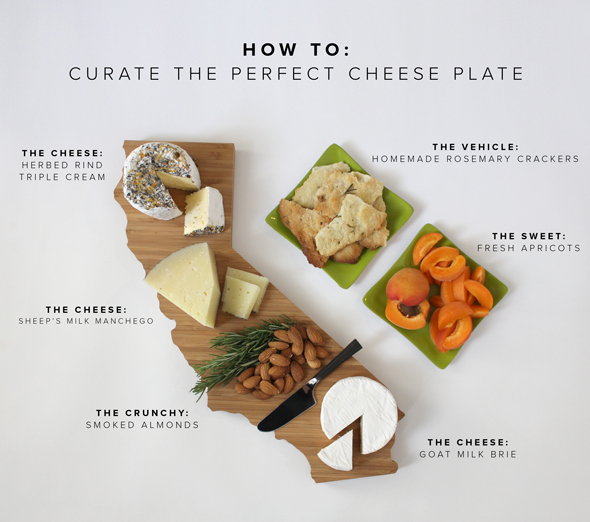 HOW TO:
CURATE THE PERFECT CHEESE PLATE
THE CHEESE:
HERBED RIND
TRIPLE CREAM
THE VEHICLE:
HOMEMADE ROSEMARY CRACKERS
THE SWEET:
FRESH APRICOTS
THE CHEESE:
SHEEP'S MILK MANCHEGO
THE CRUNCHY:
SMOKED ALMONDS
THE CHEESE:
GOAT MILK BRIE